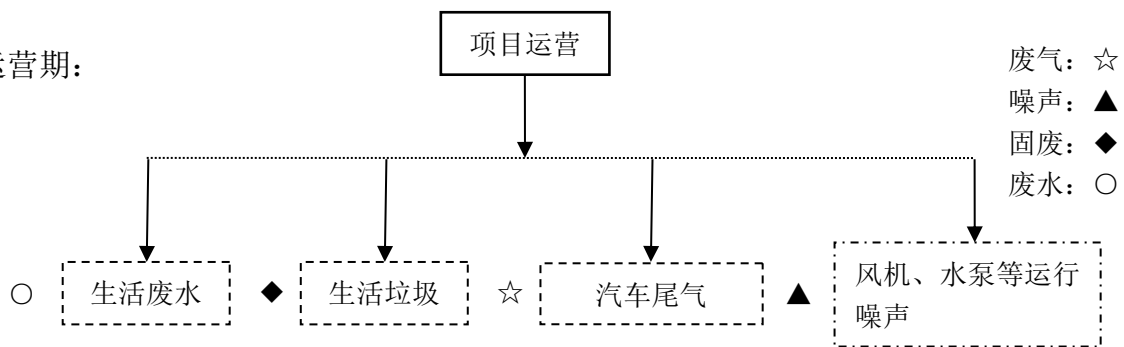 项目运营
营期：
废气：☆
噪声：▲
固废：◆
废水：○
○ 生活废水 ◆ 生活垃圾 ☆ 汽车尾气 ▲ 风机、水泵等运行
噪声